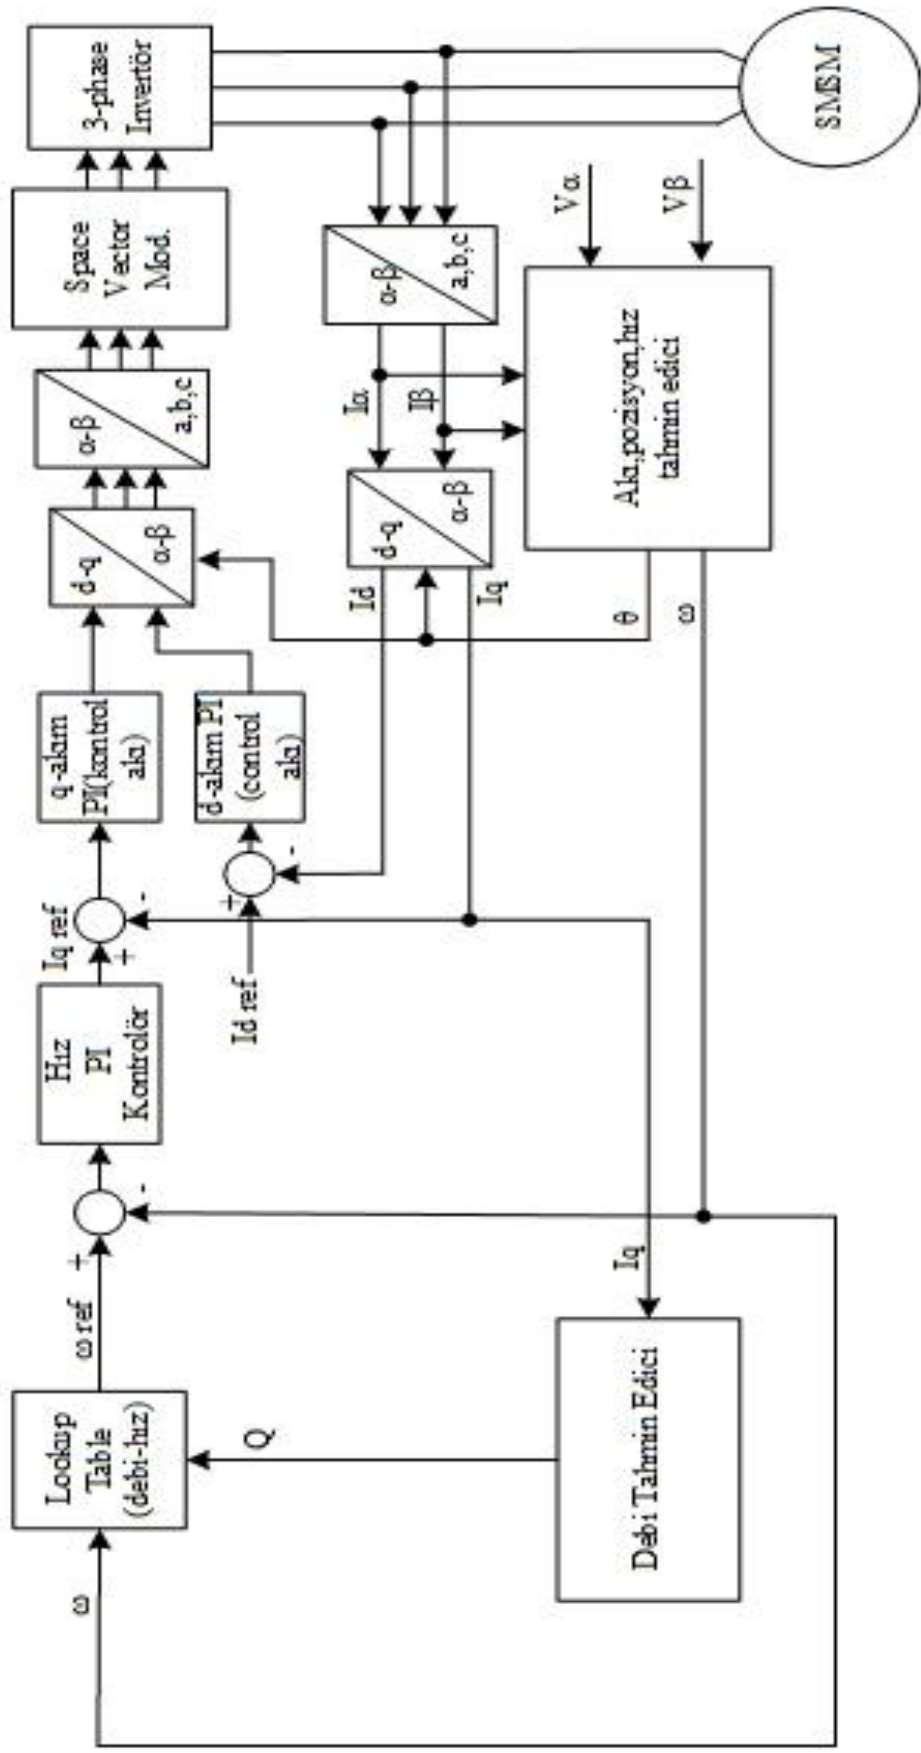 ω
Lookup
Table
(debi-hız)
ω ref
+
-
Hız
PI
Kontrolör
Iq ref
+
-
q-akım
PI(kontrol
akı)
d-q
α-β
α-β
a,b,c
Space
Vector
Mod.
3-phase
Invertör
Id ref
+
-
d-akım PI
(control
akı)
Q
Id
Iq
d-q
α-β
Iα
Iβ
α-β
a,b,c
Debi Tahmin Edici
Iq
θ
ω
Akı,pozisyon,hız
tahmin edici
Vα
Vβ
SMSM